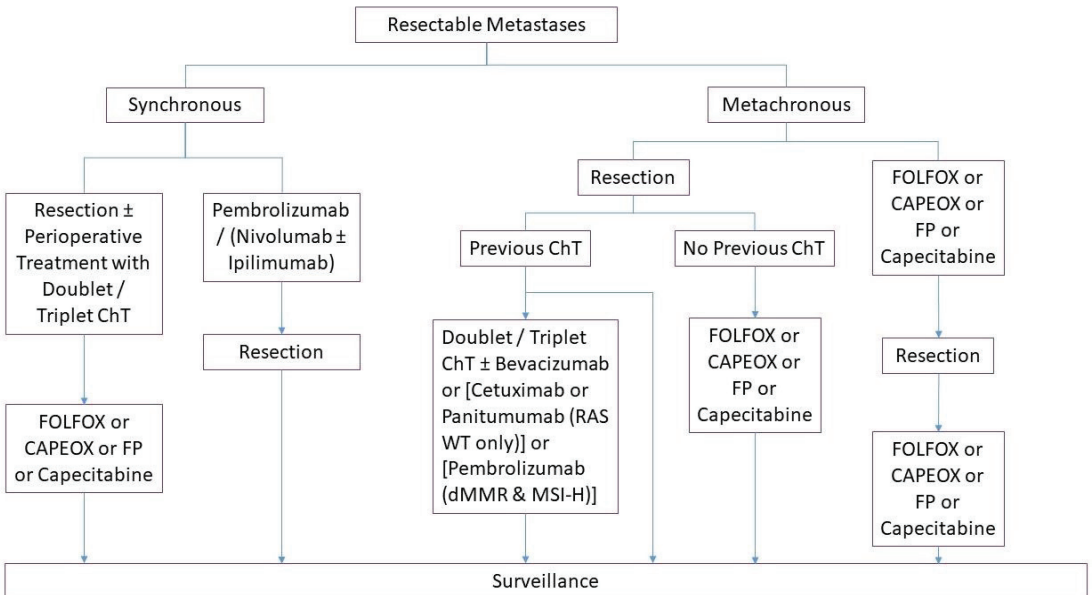 Resectable Metastases
Synchronous
Metachronous
Resection ±
Perioperative
Treatment with
Doublet /
Triplet ChT
FOLFOX or
CAPEOX or FP
or Capecitabine
Pembrolizumab
/ (Nivolumab ±
Ipilimumab)
Resection
Resection
Previous ChT
Doublet / Triplet
ChT ± Bevacizumab
or [Cetuximab or
Panitumumab (RAS
WT only)] or
[Pembrolizumab
(dMMR & MSI-H)]
No Previous ChT
FOLFOX or
CAPEOX or
FP or
Capecitabine
FOLFOX or
CAPEOX or
FP or
Capecitabine
Resection
FOLFOX or
CAPEOX or
FP or
Capecitabine
Surveillance